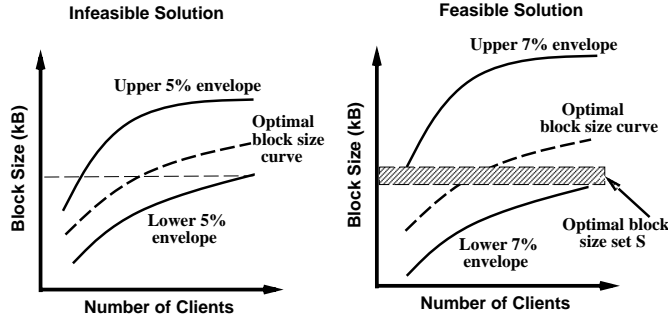 Infeasible Solution
Upper 5% envelope
Optimal
block size
curve
Lower 5%
envelope
Block Size (kB)
Number of Clients
Feasible Solution
Upper 7% envelope
Optimal
block size curve
Optimal block
size set S
Lower 7%
envelope
Block Size (kB)
Number of Clients